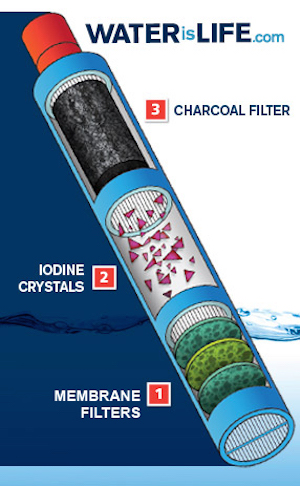 WATERisLIFE.com
3 CHARCOAL FILTER
IODINE
CRYSTALS 2
MEMBRANE
FILTERS 1